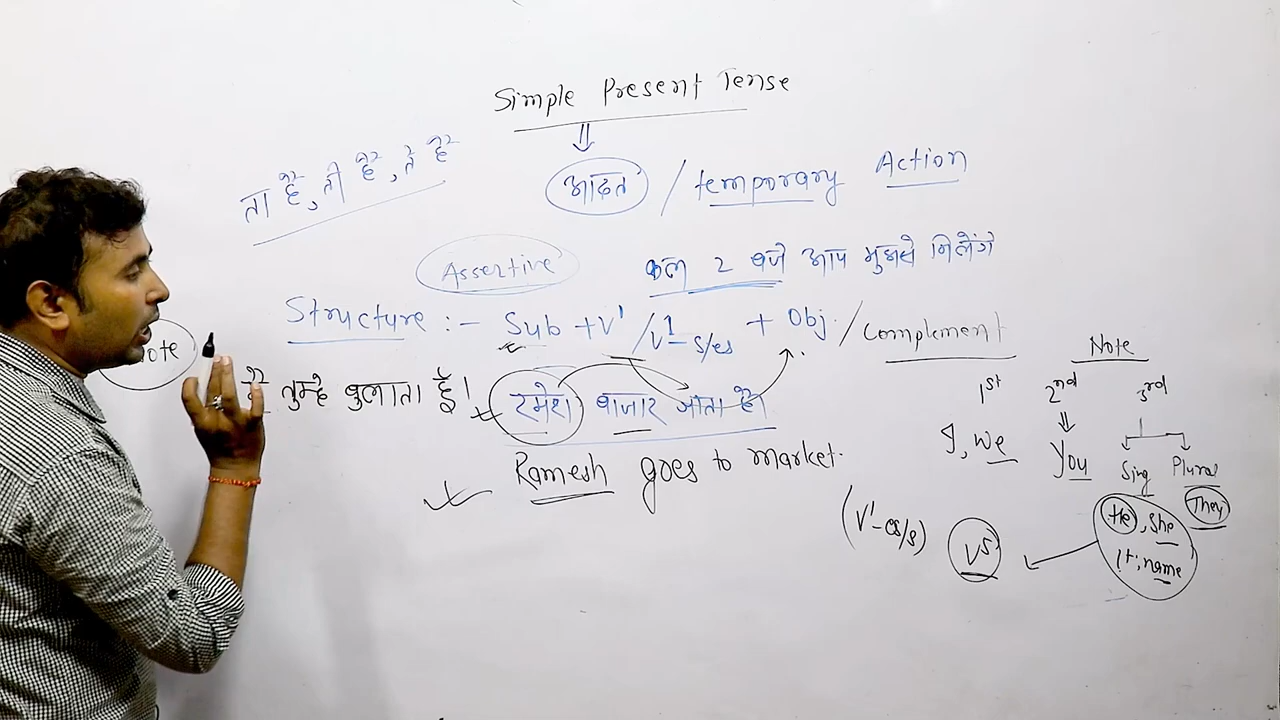 Simple Present Tense
⇓
ता है, ती है, ते है
आदत / temporary Action
Assertive
कल 2 बजे आप मुझसे मिलेंगे
Structure :- Sub + V¹ / V¹-s/es + Obj. / Complement
तुम्हे बुलाता हूँ।
रमेश बाजार जाता है।
Ramesh goes to market.
Note
1st 2nd 3rd
I, we You Sing Plural
He, She They
It, name
(V¹-es/s) V⁵